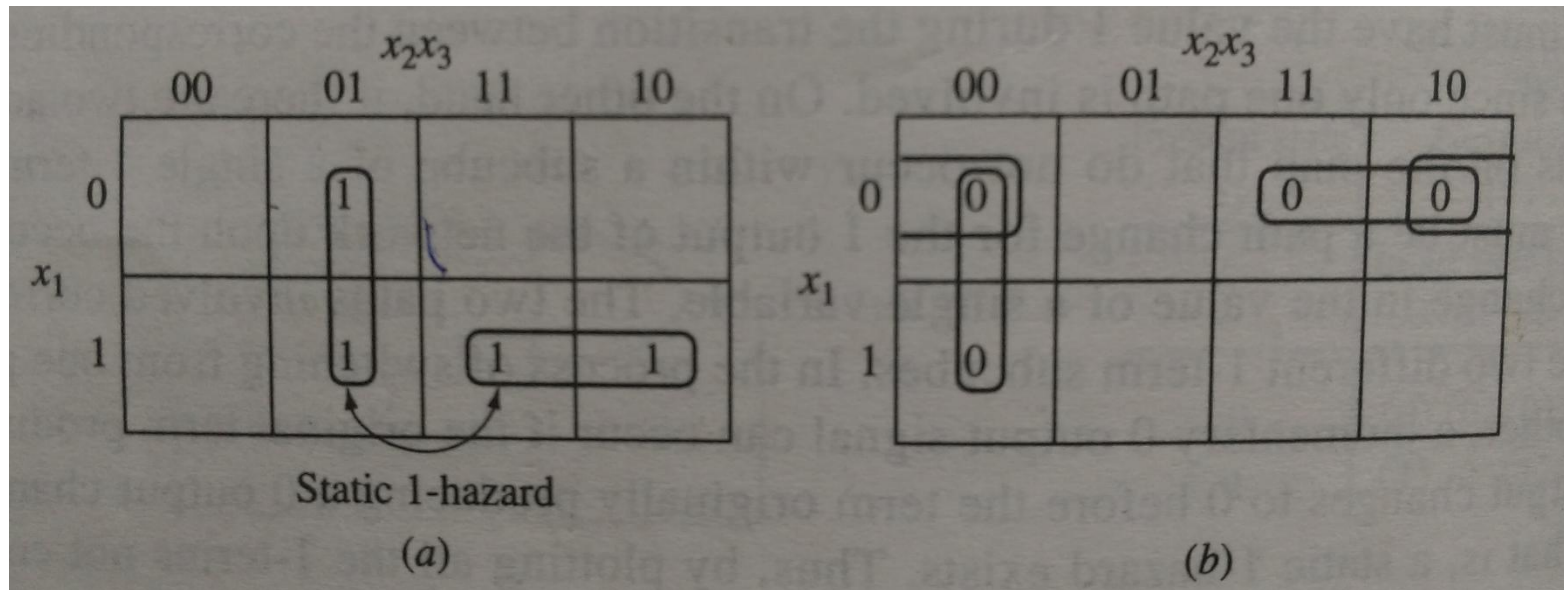 x₂x₃
00 01 11 10
0 1
x₁
1 1 1 1
Static 1-hazard
(a)
x₂x₃
00 01 11 10
0 0 0 0
x₁
1 0
(b)